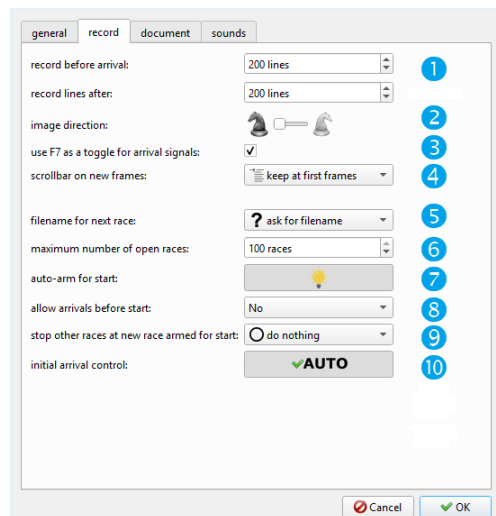 general record document sounds
record before arrival: 200 lines 1
record lines after: 200 lines
image direction: 2
use F7 as a toggle for arrival signals: 3
scrollbar on new frames: keep at first frames 4
filename for next race: ? ask for filename 5
maximum number of open races: 100 races 6
auto-arm for start: 7
allow arrivals before start: No 8
stop other races at new race armed for start: do nothing 9
initial arrival control: AUTO 10
Cancel OK